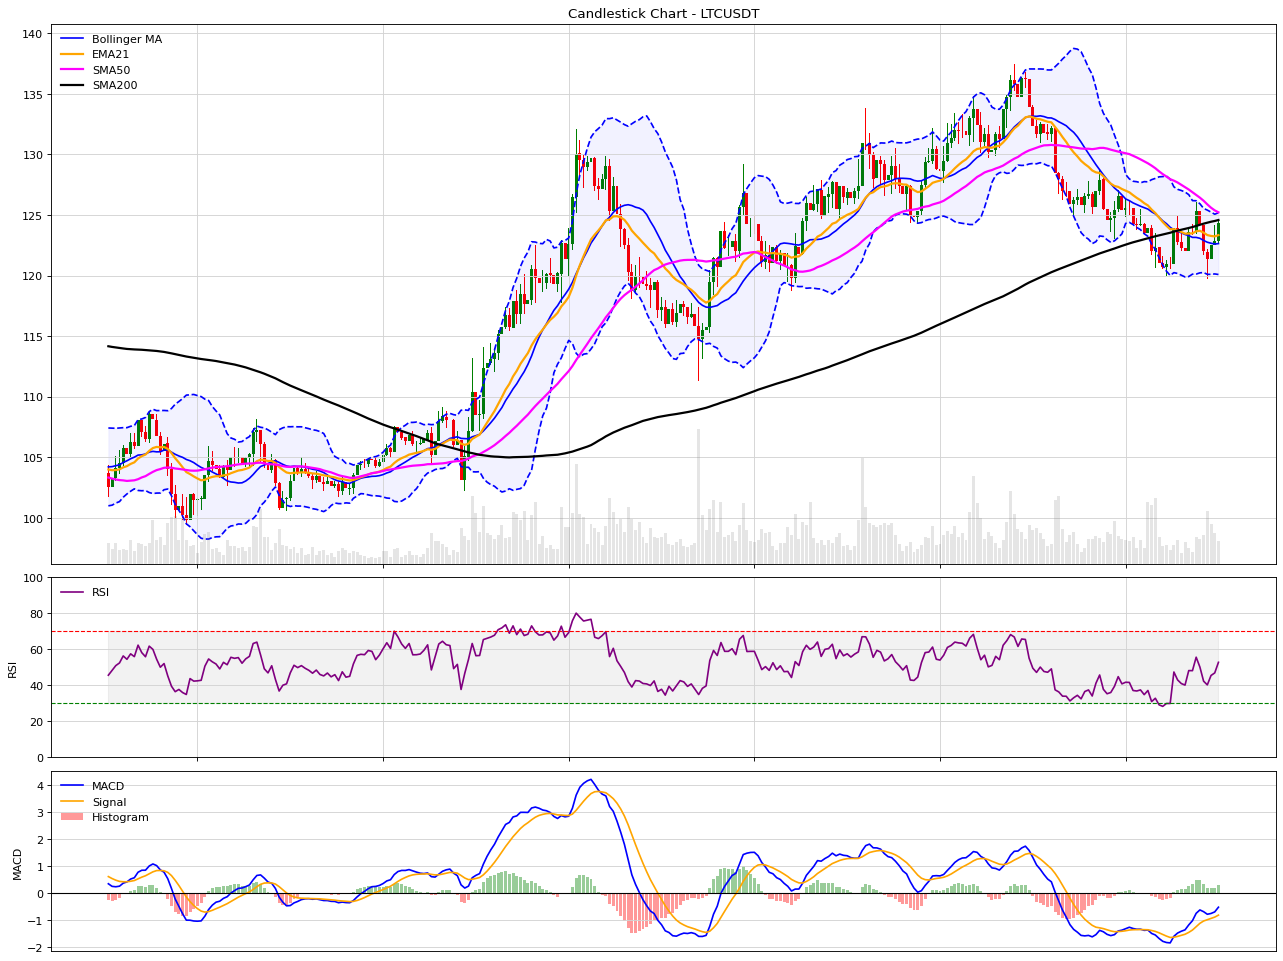 Candlestick Chart - LTCUSDT
140
135
130
125
120
115
110
105
100
Bollinger MA
EMA21
SMA50
SMA200
100
80
60
40
20
0
RSI
RSI
4
3
2
1
0
−1
−2
MACD
MACD
Signal
Histogram